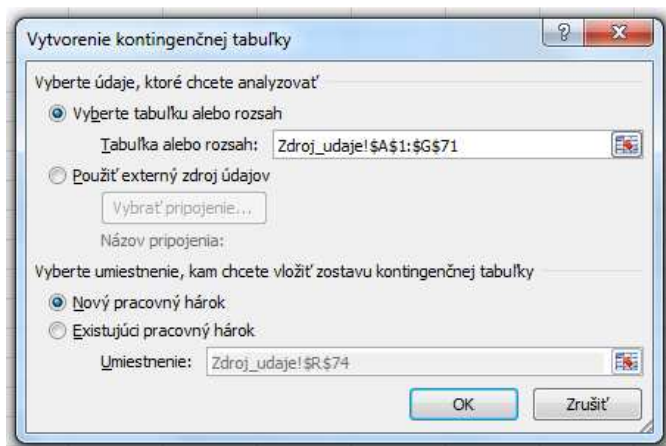 Vytvorenie kontingenčnej tabuľky
Vyberte údaje, ktoré chcete analyzovať
Vyberte tabuľku alebo rozsah
Tabuľka alebo rozsah: Zdroj_udaje!$A$1:$G$71
Použiť externý zdroj údajov
Vybrať pripojenie...
Názov pripojenia:
Vyberte umiestnenie, kam chcete vložiť zostavu kontingenčnej tabuľky
Nový pracovný hárok
Existujúci pracovný hárok
Umiestnenie: Zdroj_udaje!$R$74
OK Zrušiť